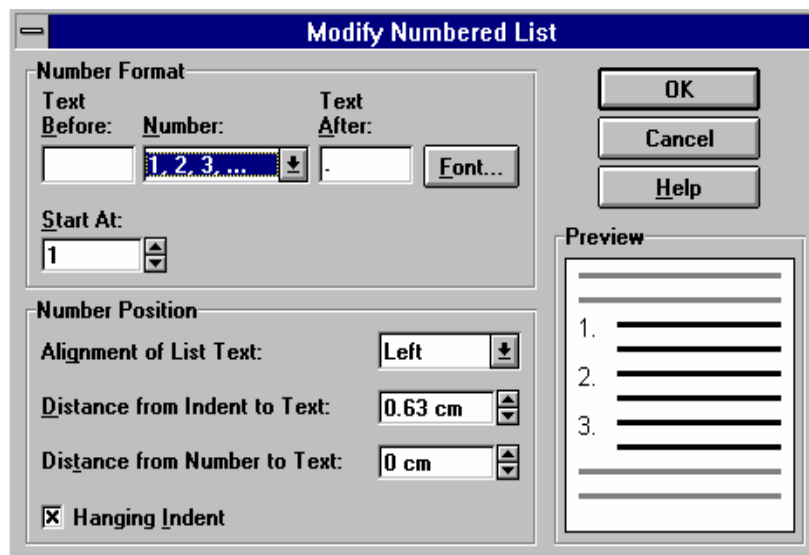 Modify Numbered List
Number Format
Text Before:
Number:
Text After:
1, 2, 3, ...
.
Font...
Start At:
1
OK
Cancel
Help
Number Position
Alignment of List Text:
Left
Distance from Indent to Text:
0.63 cm
Distance from Number to Text:
0 cm
Hanging Indent
Preview
1.
2.
3.